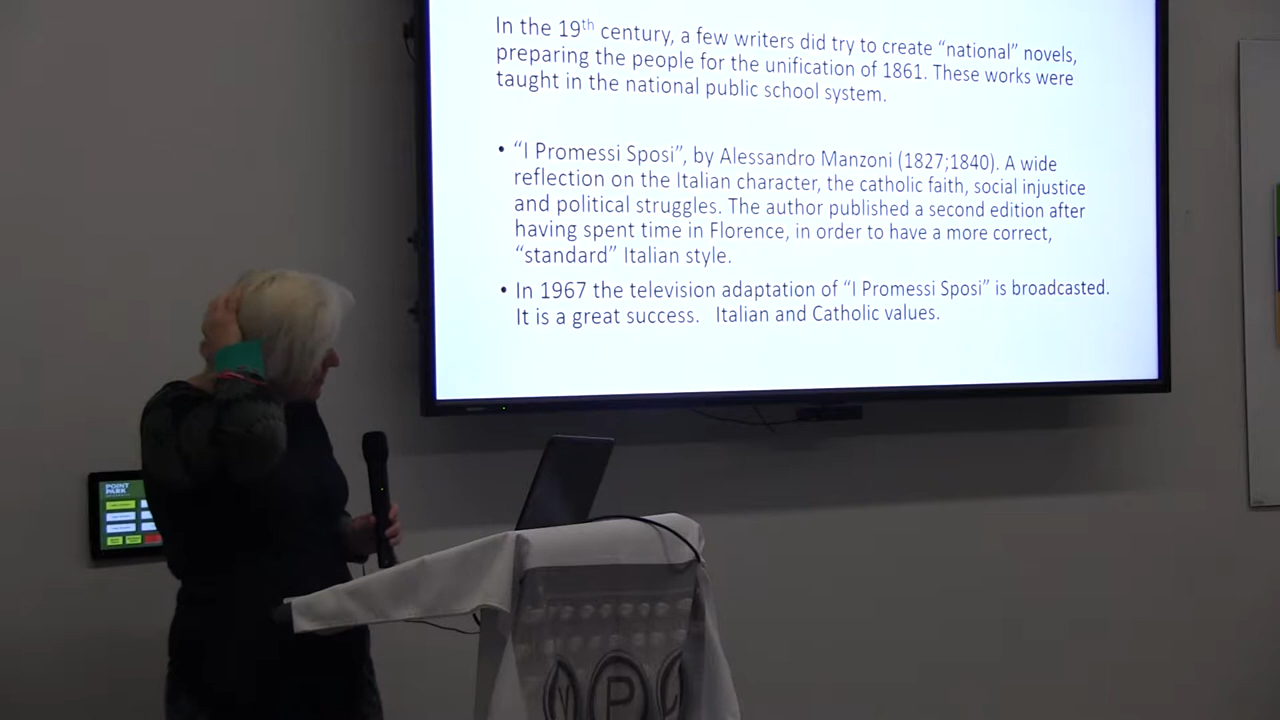 In the 19th century, a few writers did try to create “national” novels,
preparing the people for the unification of 1861. These works were
taught in the national public school system.
• “I Promessi Sposi”, by Alessandro Manzoni (1827;1840). A wide
reflection on the Italian character, the catholic faith, social injustice
and political struggles. The author published a second edition after
having spent time in Florence, in order to have a more correct,
“standard” Italian style.
• In 1967 the television adaptation of “I Promessi Sposi” is broadcasted.
It is a great success. Italian and Catholic values.
POINT
PARK
P